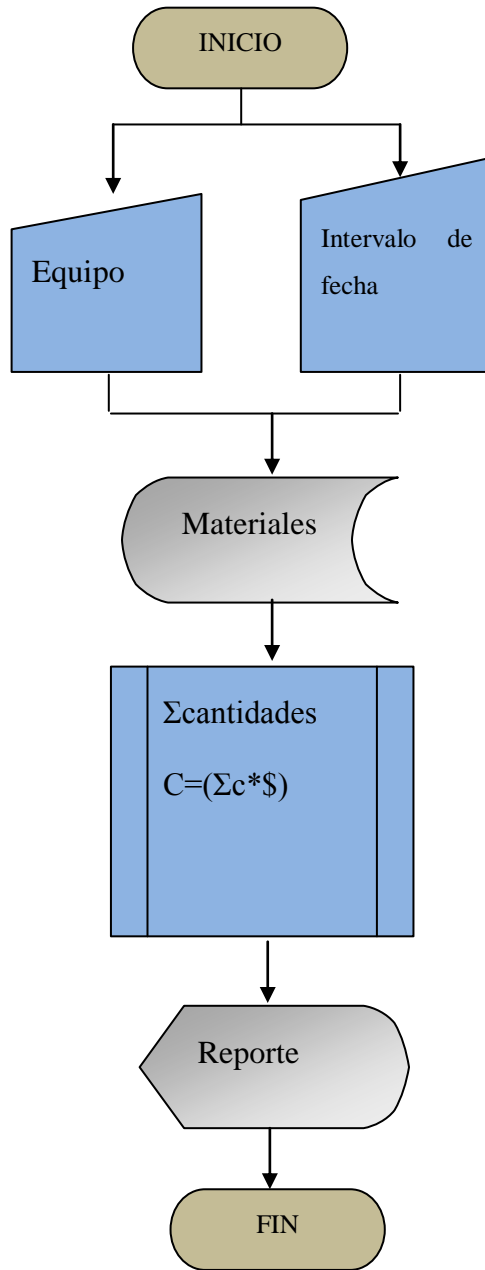 INICIO
Equipo
Intervalo de
fecha
Materiales
Σcantidades
C=(Σc*$)
Reporte
FIN